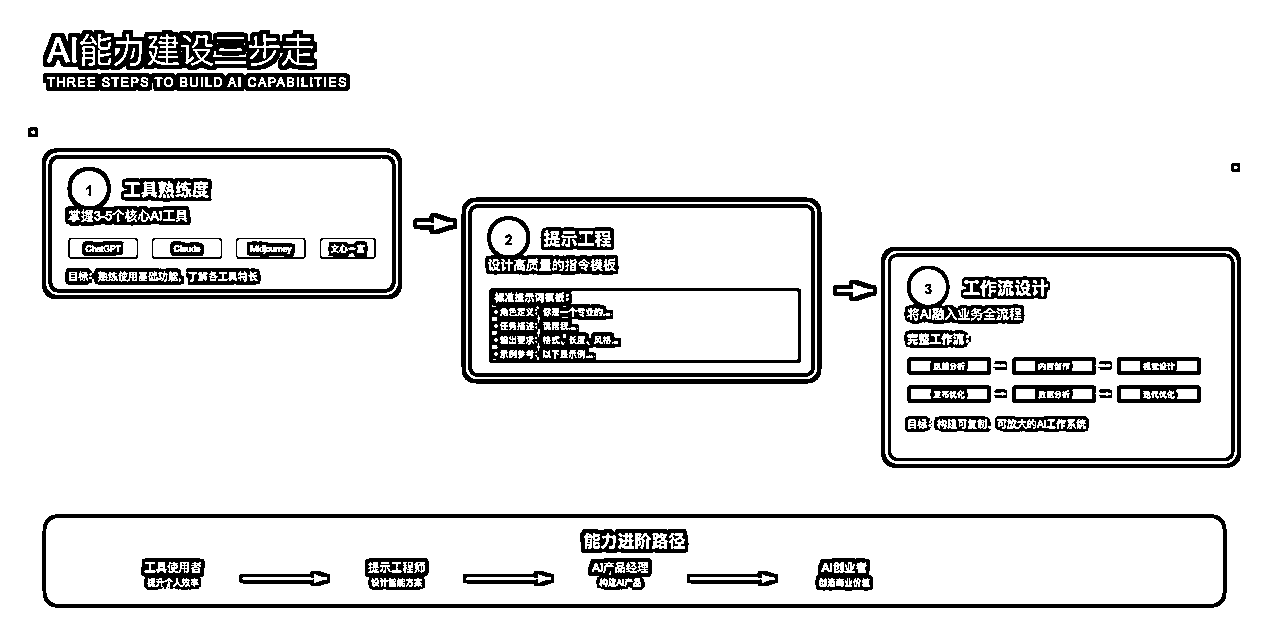 AI能力建设三步走
THREE STEPS TO BUILD AI CAPABILITIES
1
工具熟练度
掌握3-5个核心AI工具
ChatGPT
Claude
Midjourney
文心一言
目标：熟练使用基础功能，了解各工具特长
2
提示工程
设计高质量的指令模板
标准提示词模板：
• 角色定义：你是一个专业的...
• 任务描述：请帮我...
• 输出要求：格式、长度、风格...
• 示例参考：以下是示例...
3
工作流设计
将AI融入业务全流程
完整工作流：
内容创作
视觉设计
发布优化
数据分析
迭代优化
目标：构建可复制、可放大的AI工作系统
能力进阶路径
工具使用者
提升个人效率
提示工程师
设计智能方案
AI产品经理
构建AI产品
AI创业者
创造商业价值